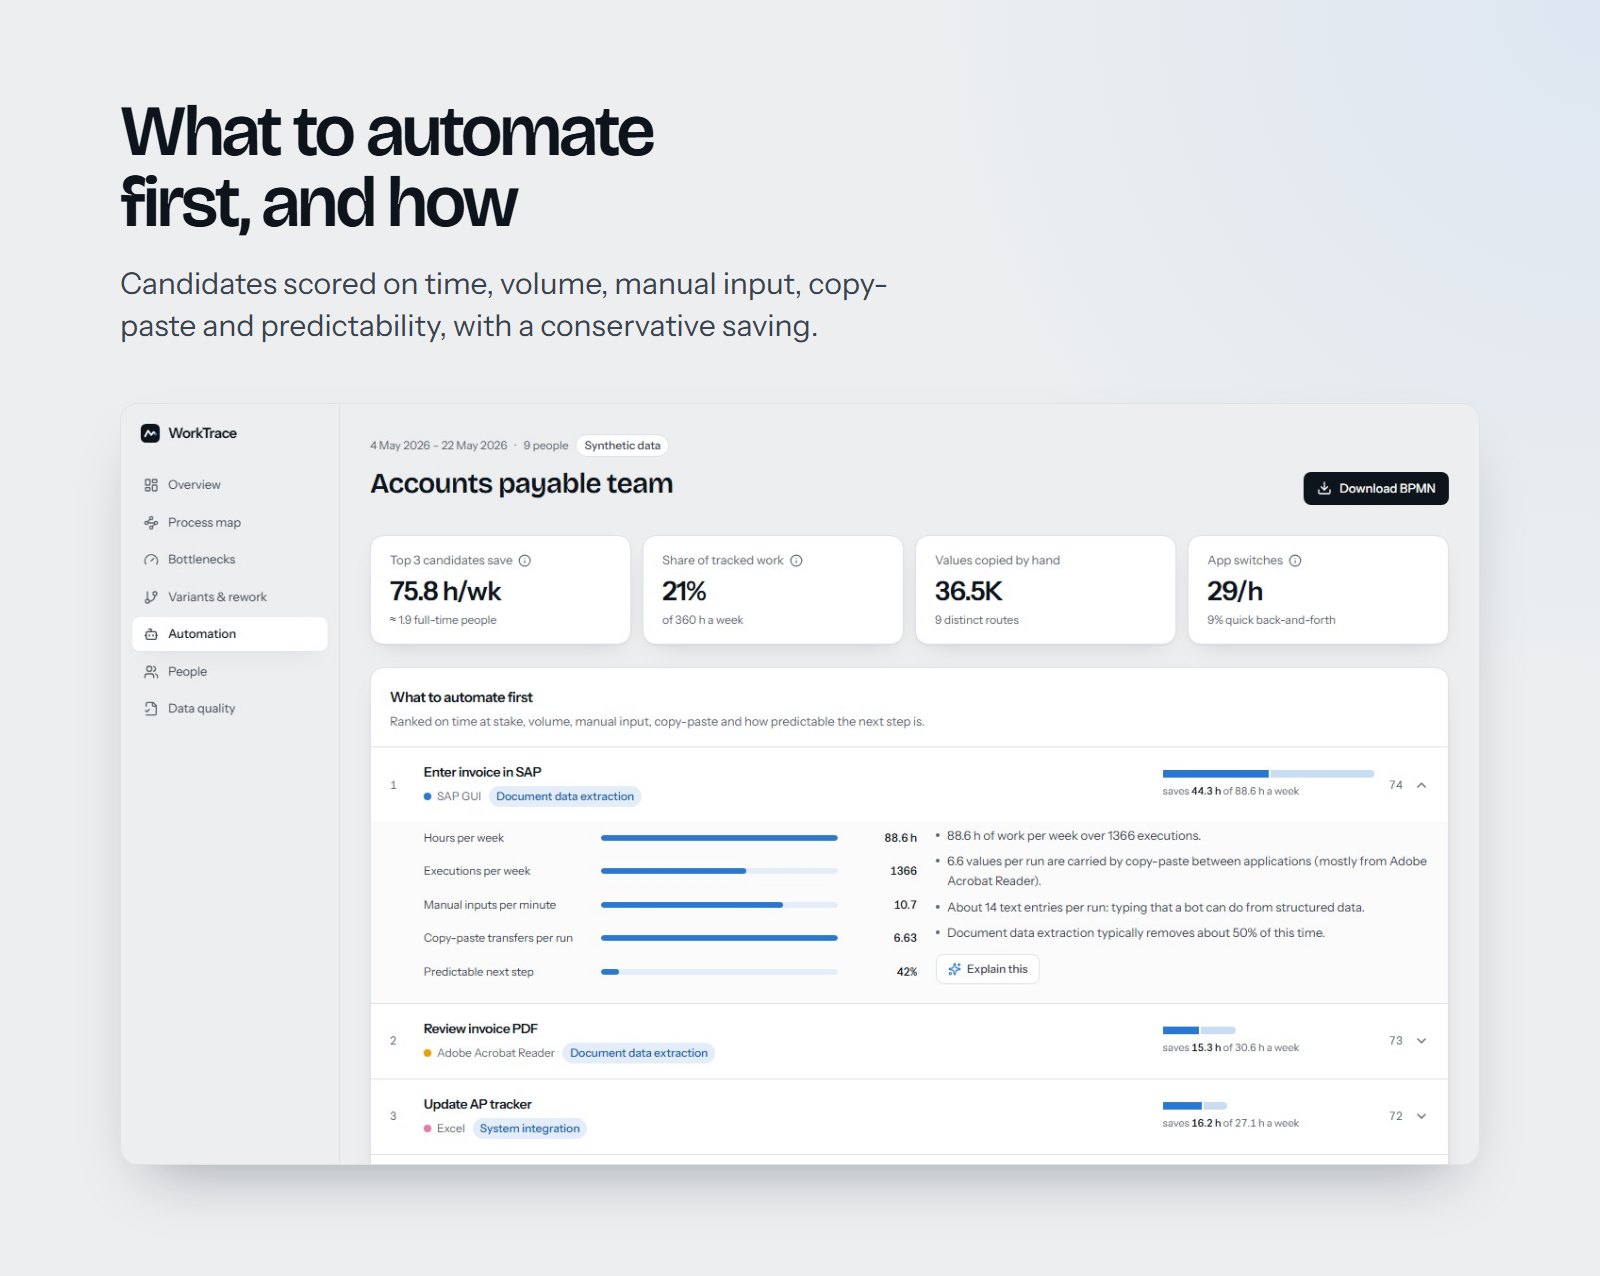 What to automate
first, and how
Candidates scored on time, volume, manual input, copy-
paste and predictability, with a conservative saving.
WorkTrace
Overview
Process map
Bottlenecks
Variants & rework
Automation
People
Data quality
4 May 2026 – 22 May 2026 · 9 people Synthetic data
Accounts payable team
Download BPMN
Top 3 candidates save
75.8 h/wk
≈ 1.9 full-time people
Share of tracked work
21%
of 360 h a week
Values copied by hand
36.5K
9 distinct routes
App switches
29/h
9% quick back-and-forth
What to automate first
Ranked on time at stake, volume, manual input, copy-paste and how predictable the next step is.
1
Enter invoice in SAP
SAP GUI Document data extraction
saves 44.3 h of 88.6 h a week
74
Hours per week 88.6 h
Executions per week 1366
Manual inputs per minute 10.7
Copy-paste transfers per run 6.63
Predictable next step 42%
• 88.6 h of work per week over 1366 executions.
• 6.6 values per run are carried by copy-paste between applications (mostly from Adobe
Acrobat Reader).
• About 14 text entries per run: typing that a bot can do from structured data.
• Document data extraction typically removes about 50% of this time.
Explain this
2
Review invoice PDF
Adobe Acrobat Reader Document data extraction
saves 15.3 h of 30.6 h a week
73
3
Update AP tracker
Excel System integration
saves 16.2 h of 27.1 h a week
72